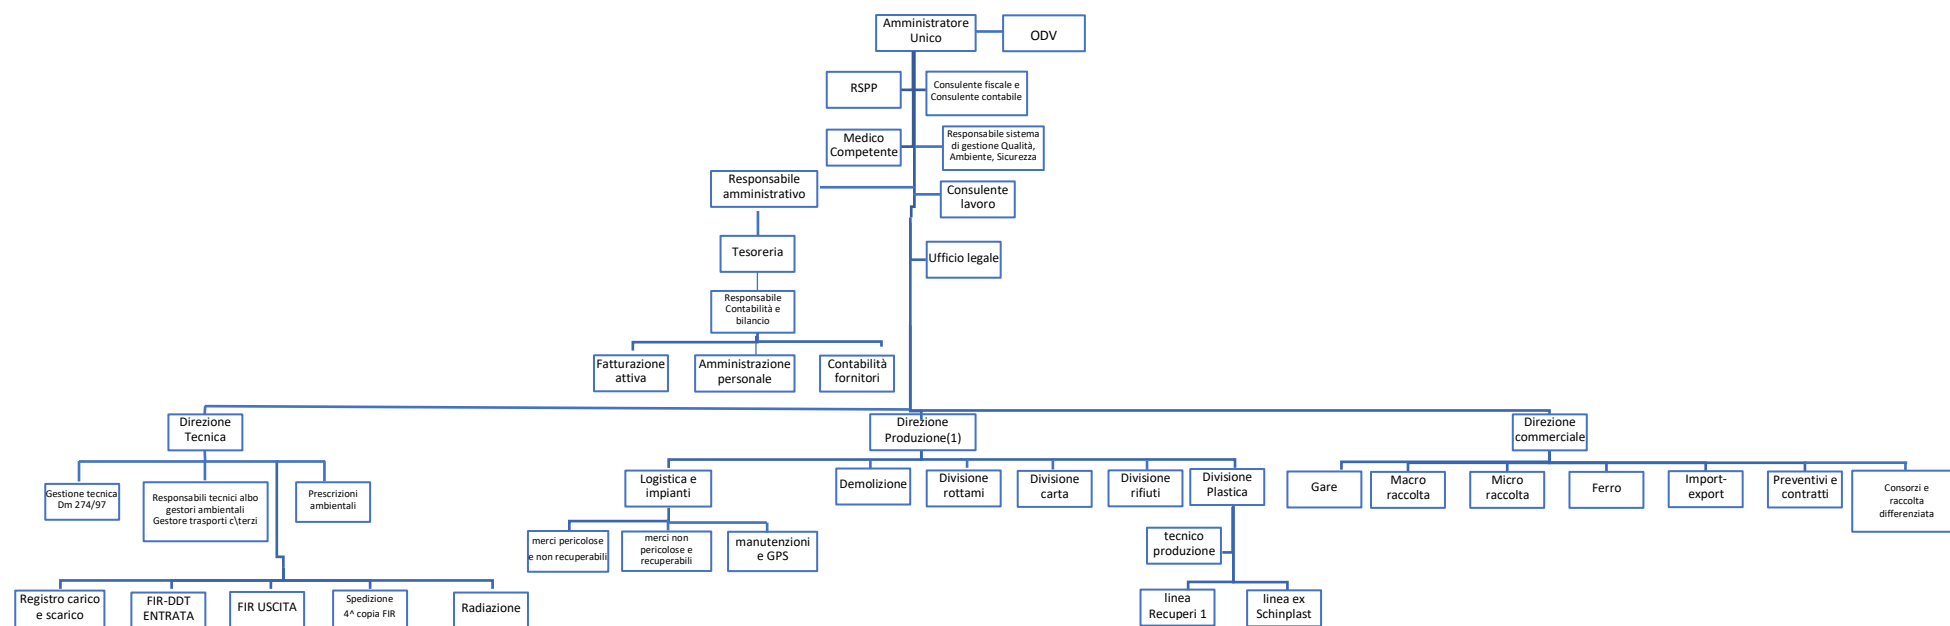 Amministratore
Unico
ODV
RSPP
Consulente fiscale e
Consulente contabile
Medico
Competente
Responsabile sistema
di gestione Qualità,
Ambiente, Sicurezza
Responsabile
amministrativo
Consulente
lavoro
Tesoreria
Ufficio legale
Responsabile
Contabilità e
bilancio
Fatturazione
attiva
Amministrazione
personale
Contabilità
fornitori
Direzione
Tecnica
Direzione
Produzione(1)
Direzione
commerciale
Gestione tecnica
Dm 274/97
Responsabili tecnici albo
gestori ambientali
Gestore trasporti c\terzi
Prescrizioni
ambientali
Logistica e
impianti
Demolizione
Divisione
rottami
Divisione
carta
Divisione
rifiuti
Divisione
Plastica
Gare
Macro
raccolta
Micro
raccolta
Ferro
Import-
export
Preventivi e
contratti
Consorzi e
raccolta
differenziata
merci pericolose
e non recuperabili
merci non
pericolose e
recuperabili
manutenzioni
e GPS
tecnico
produzione
Registro carico
e scarico
FIR-DDT
ENTRATA
FIR USCITA
Spedizione
4^ copia FIR
Radiazione
linea
Recuperi 1
linea ex
Schinplast